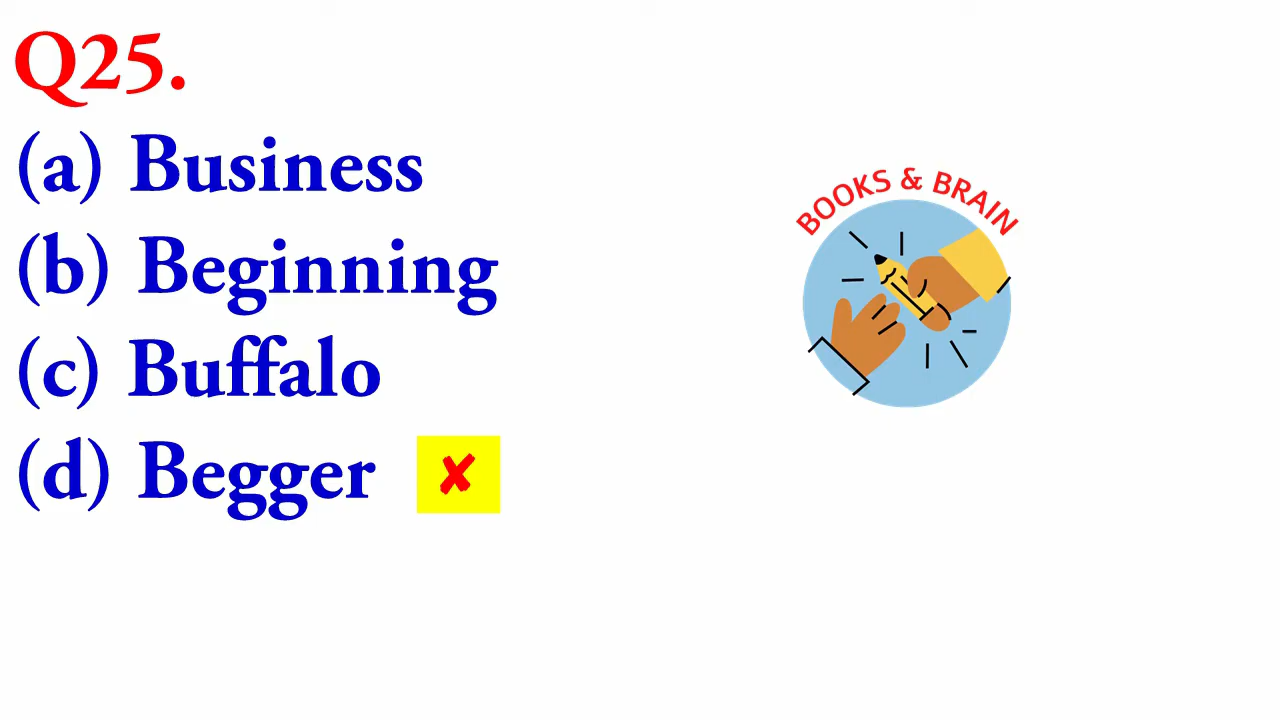 Q25.
(a) Business
(b) Beginning
(c) Buffalo
(d) Begger ✘
BOOKS & BRAIN